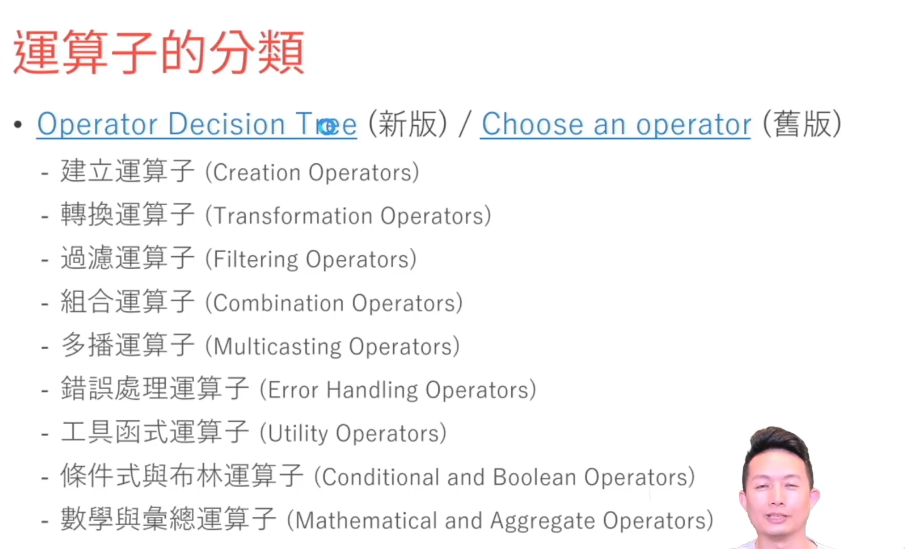 運算子的分類
• Operator Decision Tree (新版) / Choose an operator (舊版)
- 建立運算子 (Creation Operators)
- 轉換運算子 (Transformation Operators)
- 過濾運算子 (Filtering Operators)
- 組合運算子 (Combination Operators)
- 多播運算子 (Multicasting Operators)
- 錯誤處理運算子 (Error Handling Operators)
- 工具函式運算子 (Utility Operators)
- 條件式與布林運算子 (Conditional and Boolean Operators)
- 數學與彙總運算子 (Mathematical and Aggregate Operators)